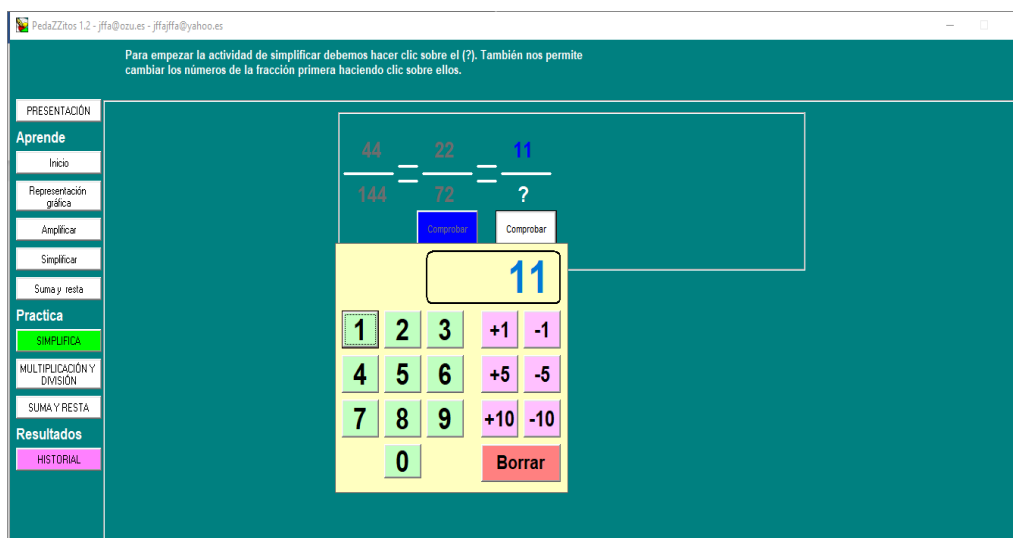 PedaZZitos 1.2 - jffa@ozu.es - jffajffa@yahoo.es
Para empezar la actividad de simplificar debemos hacer clic sobre el (?). También nos permite
cambiar los números de la fracción primera haciendo clic sobre ellos.
PRESENTACIÓN
Aprende
Inicio
Representación
gráfica
Amplificar
Simplificar
Suma y resta
Practica
SIMPLIFICA
MULTIPLICACIÓN Y
DIVISIÓN
SUMA Y RESTA
Resultados
HISTORIAL
44 = 22 = 11
144 72 ?
Comprobar Comprobar
11
1 2 3 +1 -1
4 5 6 +5 -5
7 8 9 +10 -10
0 Borrar